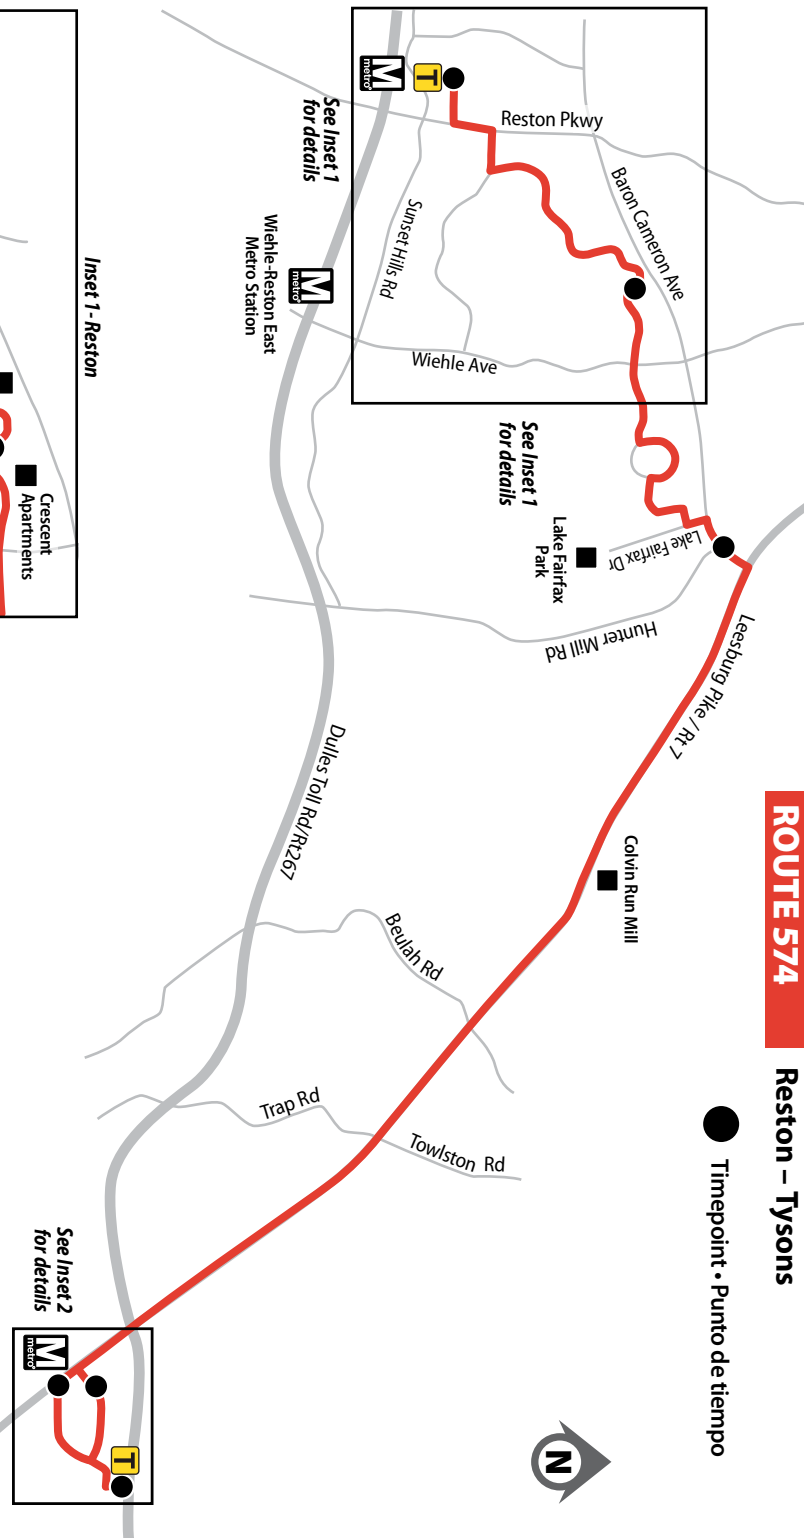 ROUTE 574
Reston – Tysons
Timepoint • Punto de tiempo
N
M
metro
T
See Inset 1
for details
Reston Pkwy
Baron Cameron Ave
Sunset Hills Rd
Wiehle Ave
M
metro
Wiehle-Reston East
Metro Station
See Inset 1
for details
Lake Fairfax
Park
Lake Fairfax Dr
Hunter Mill Rd
Leesburg Pike / Rt 7
Colvin Run Mill
Dulles Toll Rd/Rt267
Beulah Rd
Trap Rd
Towlston Rd
See Inset 2
for details
M
metro
T
Inset 1- Reston
Crescent
Apartments